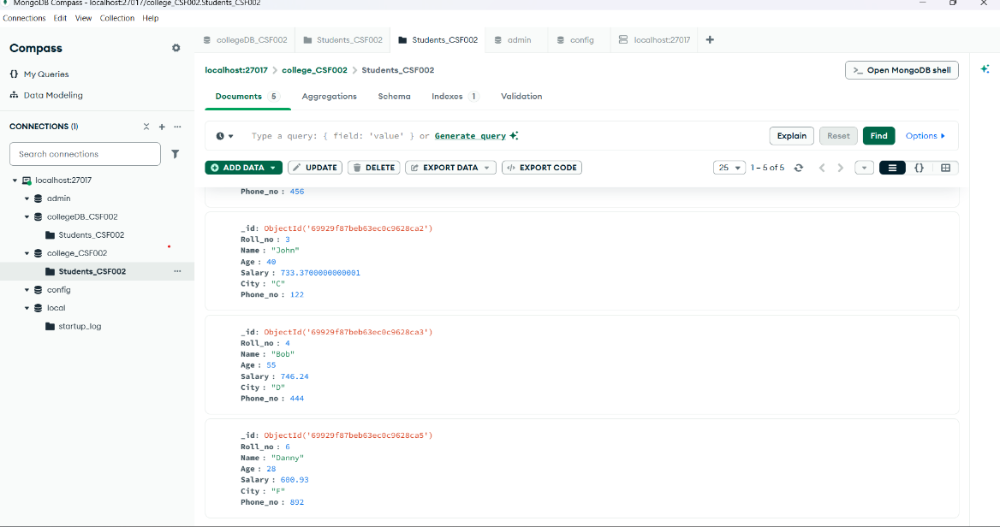 MongoDB Compass - localhost:27017/college_CSF002.Students_CSF002
Connections Edit View Collection Help
Compass
{} My Queries
Data Modeling
CONNECTIONS (1)
Search connections
localhost:27017
admin
collegeDB_CSF002
Students_CSF002
college_CSF002
Students_CSF002
config
local
startup_log
collegeDB_CSF002 Students_CSF002 Students_CSF002 admin config localhost:27017
localhost:27017 > college_CSF002 > Students_CSF002
>_ Open MongoDB shell
Documents 5 Aggregations Schema Indexes 1 Validation
Type a query: { field: 'value' } or Generate query
Explain Reset Find Options
ADD DATA UPDATE DELETE EXPORT DATA </> EXPORT CODE
25 1 – 5 of 5 {}
Phone_no : 456
_id: ObjectId('69929f87beb63ec0c9628ca2')
Roll_no : 3
Name : "John"
Age : 40
Salary : 733.3700000000001
City : "C"
Phone_no : 122
_id: ObjectId('69929f87beb63ec0c9628ca3')
Roll_no : 4
Name : "Bob"
Age : 55
Salary : 746.24
City : "D"
Phone_no : 444
_id: ObjectId('69929f87beb63ec0c9628ca5')
Roll_no : 6
Name : "Danny"
Age : 28
Salary : 600.93
City : "F"
Phone_no : 892